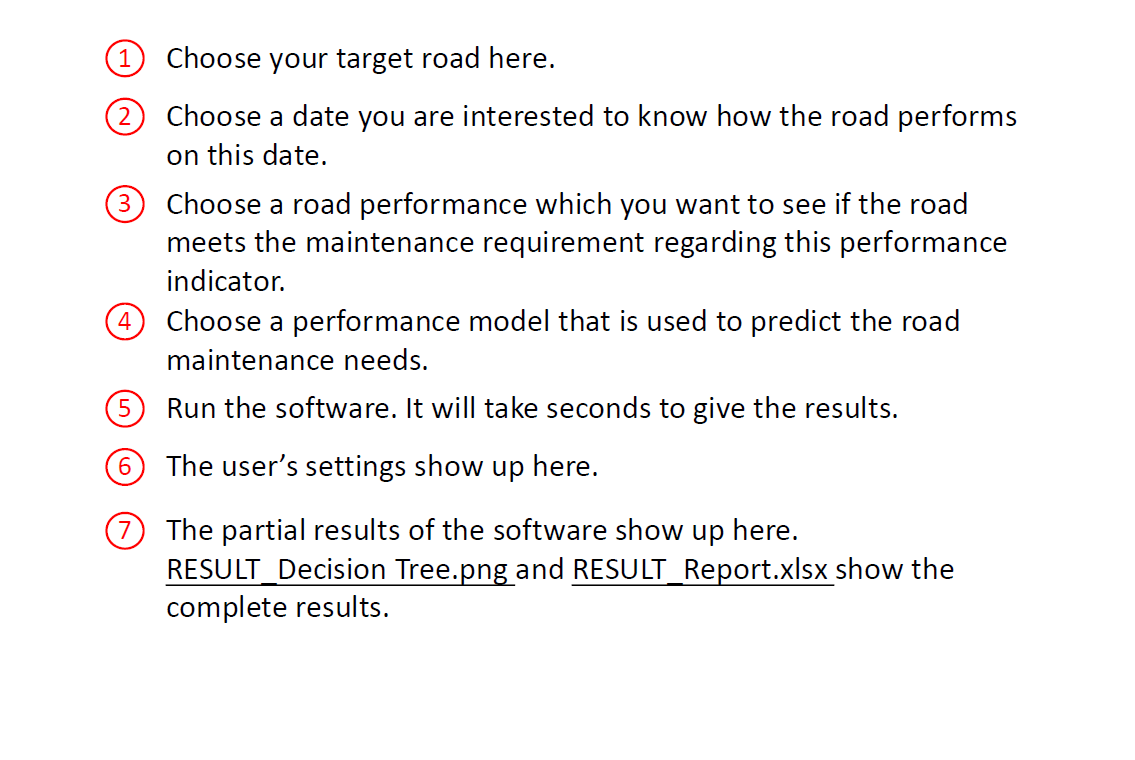 1 Choose your target road here.
2 Choose a date you are interested to know how the road performs
on this date.
3 Choose a road performance which you want to see if the road
meets the maintenance requirement regarding this performance
indicator.
4 Choose a performance model that is used to predict the road
maintenance needs.
5 Run the software. It will take seconds to give the results.
6 The user’s settings show up here.
7 The partial results of the software show up here.
RESULT_Decision Tree.png and RESULT_Report.xlsx show the
complete results.